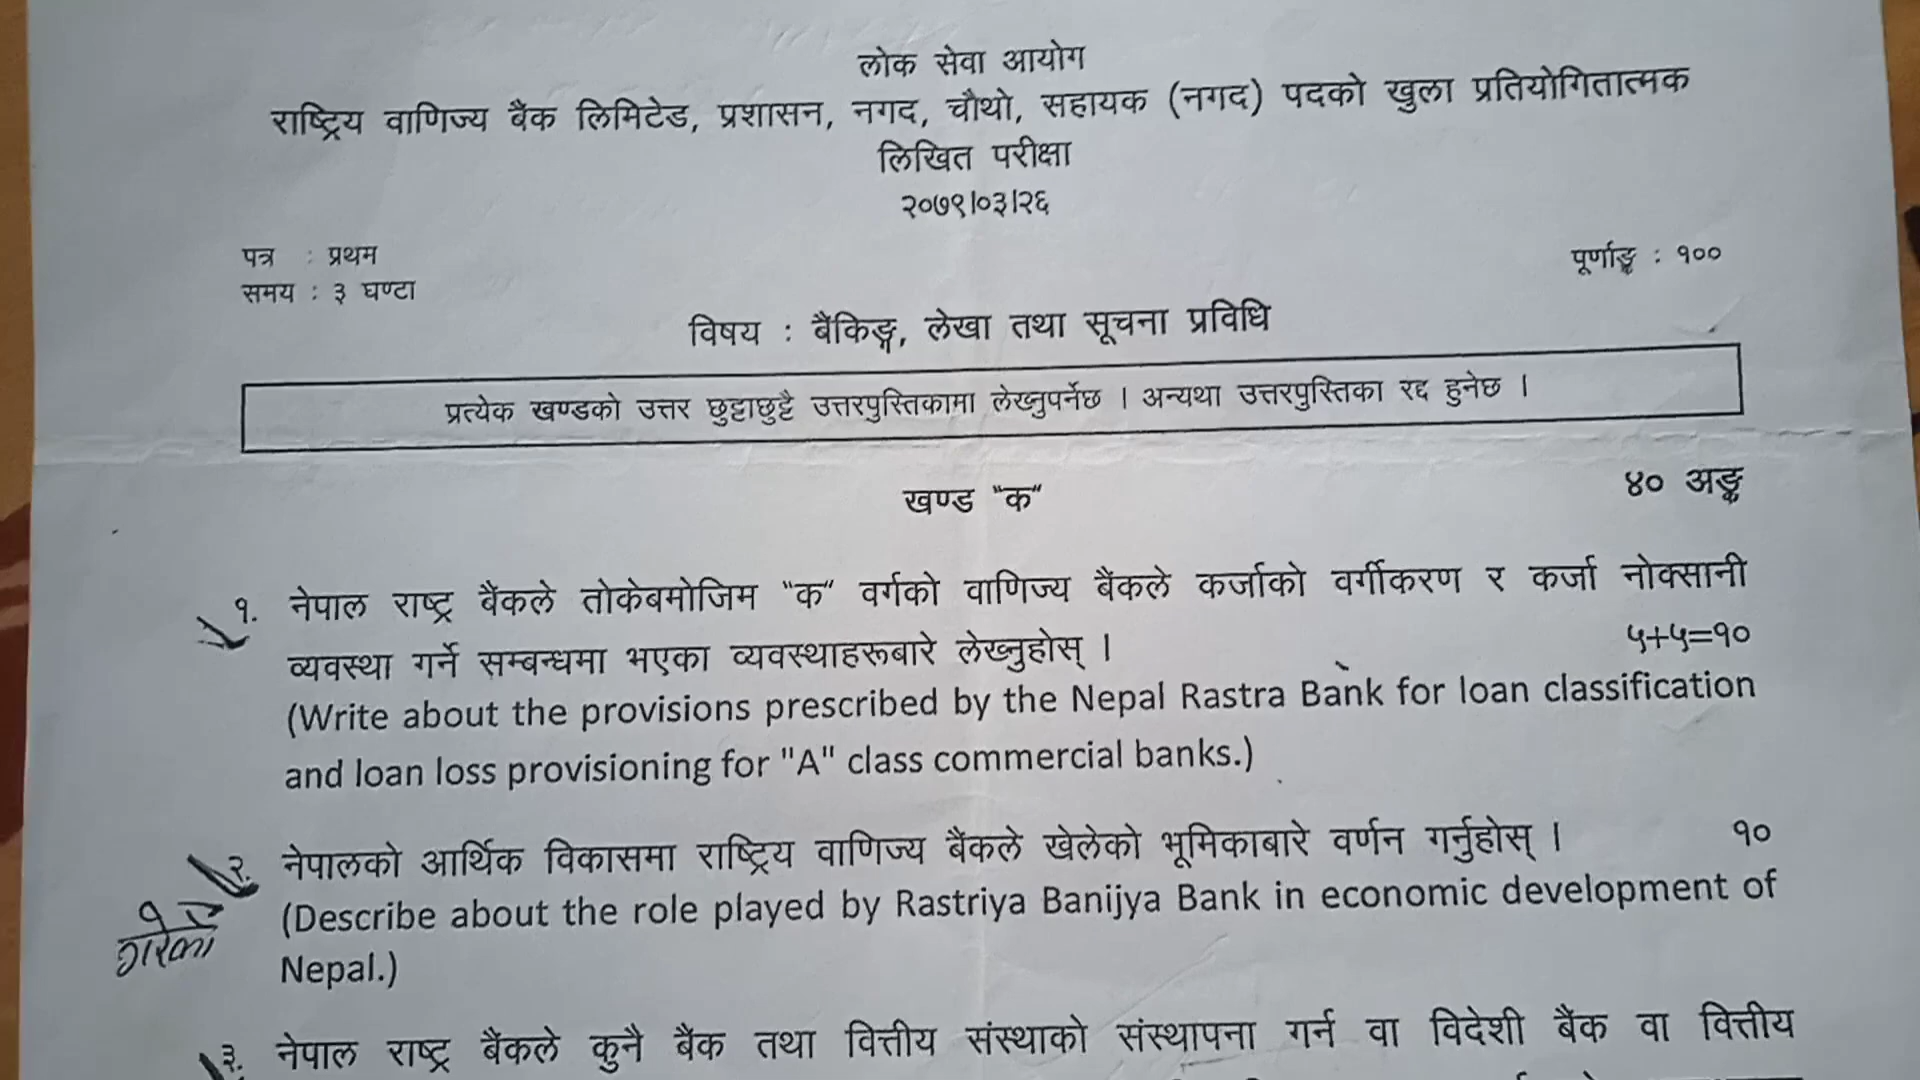 लोक सेवा आयोग
राष्ट्रिय वाणिज्य बैंक लिमिटेड, प्रशासन, नगद, चौथो, सहायक (नगद) पदको खुला प्रतियोगितात्मक
लिखित परीक्षा
२०७९।०३।२६
पत्र : प्रथम
पूर्णाङ्क : १००
समय : ३ घण्टा
विषय : बैंकिङ्ग, लेखा तथा सूचना प्रविधि
प्रत्येक खण्डको उत्तर छुट्टाछुट्टै उत्तरपुस्तिकामा लेख्नुपर्नेछ । अन्यथा उत्तरपुस्तिका रद्द हुनेछ ।
खण्ड "क"
४० अङ्क
१. नेपाल राष्ट्र बैंकले तोकेबमोजिम "क" वर्गको वाणिज्य बैंकले कर्जाको वर्गीकरण र कर्जा नोक्सानी
व्यवस्था गर्ने सम्बन्धमा भएका व्यवस्थाहरूबारे लेख्नुहोस् । ५+५=१०
(Write about the provisions prescribed by the Nepal Rastra Bank for loan classification
and loan loss provisioning for "A" class commercial banks.)
२. नेपालको आर्थिक विकासमा राष्ट्रिय वाणिज्य बैंकले खेलेको भूमिकाबारे वर्णन गर्नुहोस् । १०
(Describe about the role played by Rastriya Banijya Bank in economic development of
Nepal.)
गरेको
३. नेपाल राष्ट्र बैंकले कुनै बैंक तथा वित्तीय संस्थाको संस्थापना गर्न वा विदेशी बैंक वा वित्तीय